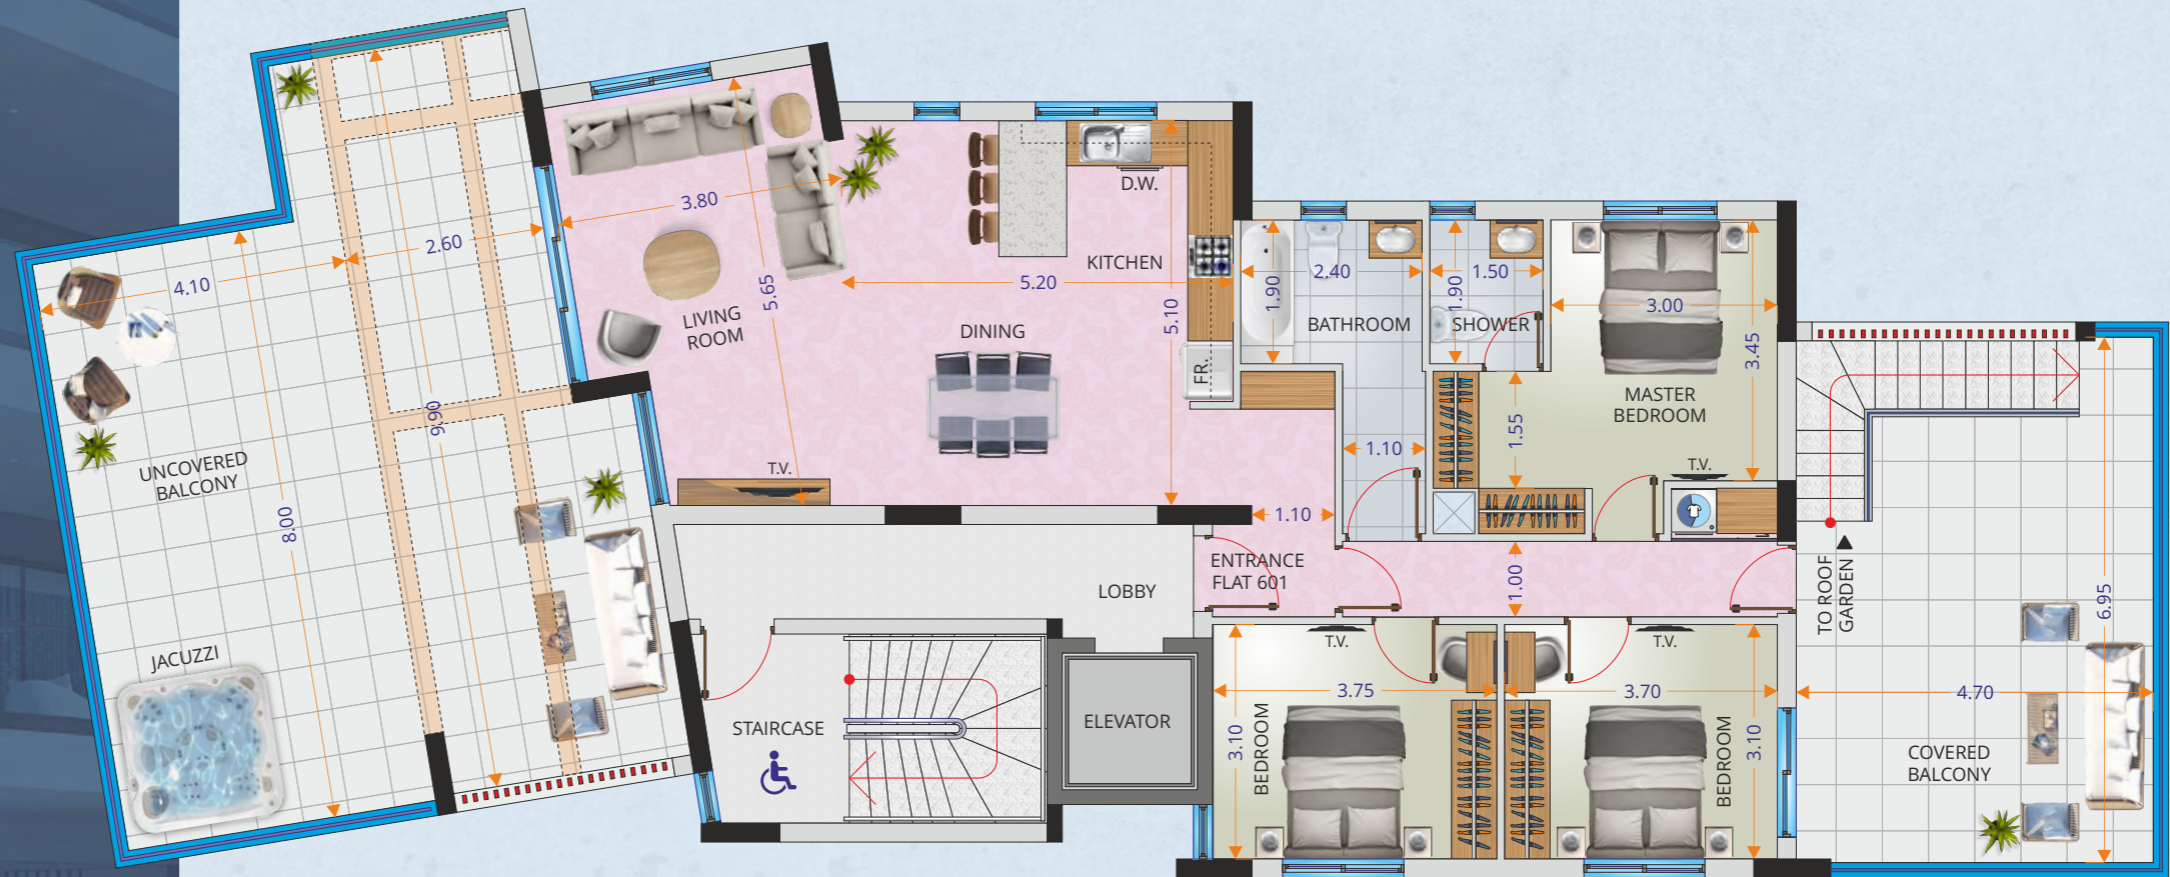 2.60
4.10
3.80
5.65
9.90
8.00
UNCOVERED
BALCONY
JACUZZI
LIVING
ROOM
T.V.
DINING
5.20
KITCHEN
D.W.
5.10
FR.
1.90
2.40
BATHROOM
1.10
1.90
1.50
SHOWER
1.55
3.00
3.45
MASTER
BEDROOM
T.V.
1.10
ENTRANCE
FLAT 601
1.00
LOBBY
STAIRCASE
ELEVATOR
T.V.
3.75
3.10
BEDROOM
T.V.
3.70
BEDROOM
3.10
TO ROOF
GARDEN
6.95
4.70
COVERED
BALCONY